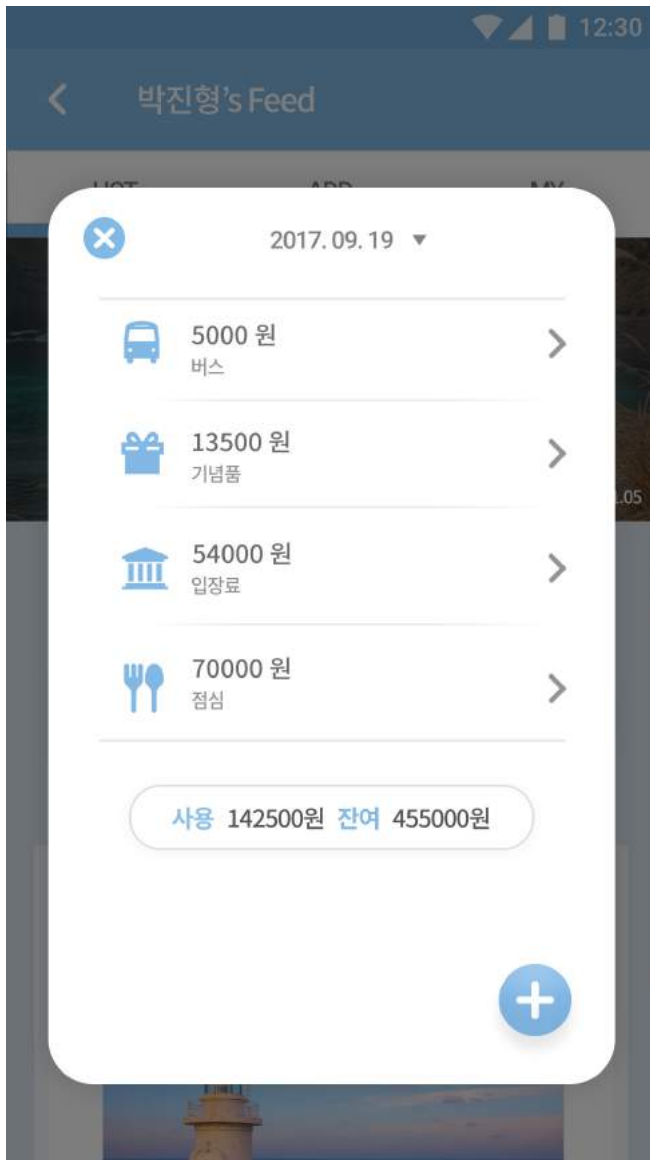 12:30
박진형's Feed
2017. 09. 19
5000 원
버스
13500 원
기념품
54000 원
입장료
70000 원
점심
사용 142500원 잔여 455000원